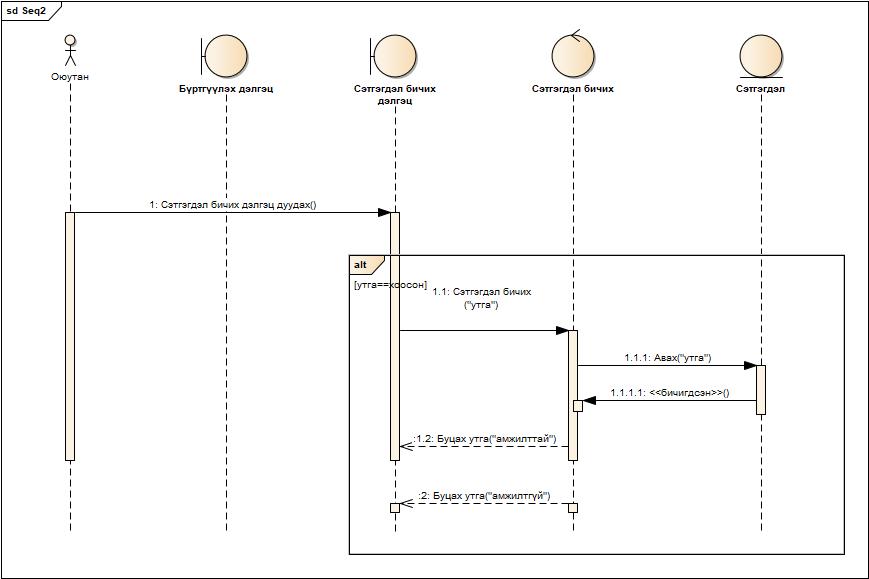 sd Seq2
Оюутан
Бүртгүүлэх дэлгэц
Сэтгэгдэл бичих
дэлгэц
Сэтгэгдэл бичих
Сэтгэгдэл
1: Сэтгэгдэл бичих дэлгэц дуудах()
alt
[утга==хоосон]
1.1: Сэтгэгдэл бичих
("утга")
1.1.1: Авах("утга")
1.1.1.1: <<бичигдсэн>>()
:1.2: Буцах утга("амжилттай")
:2: Буцах утга("амжилтгүй")